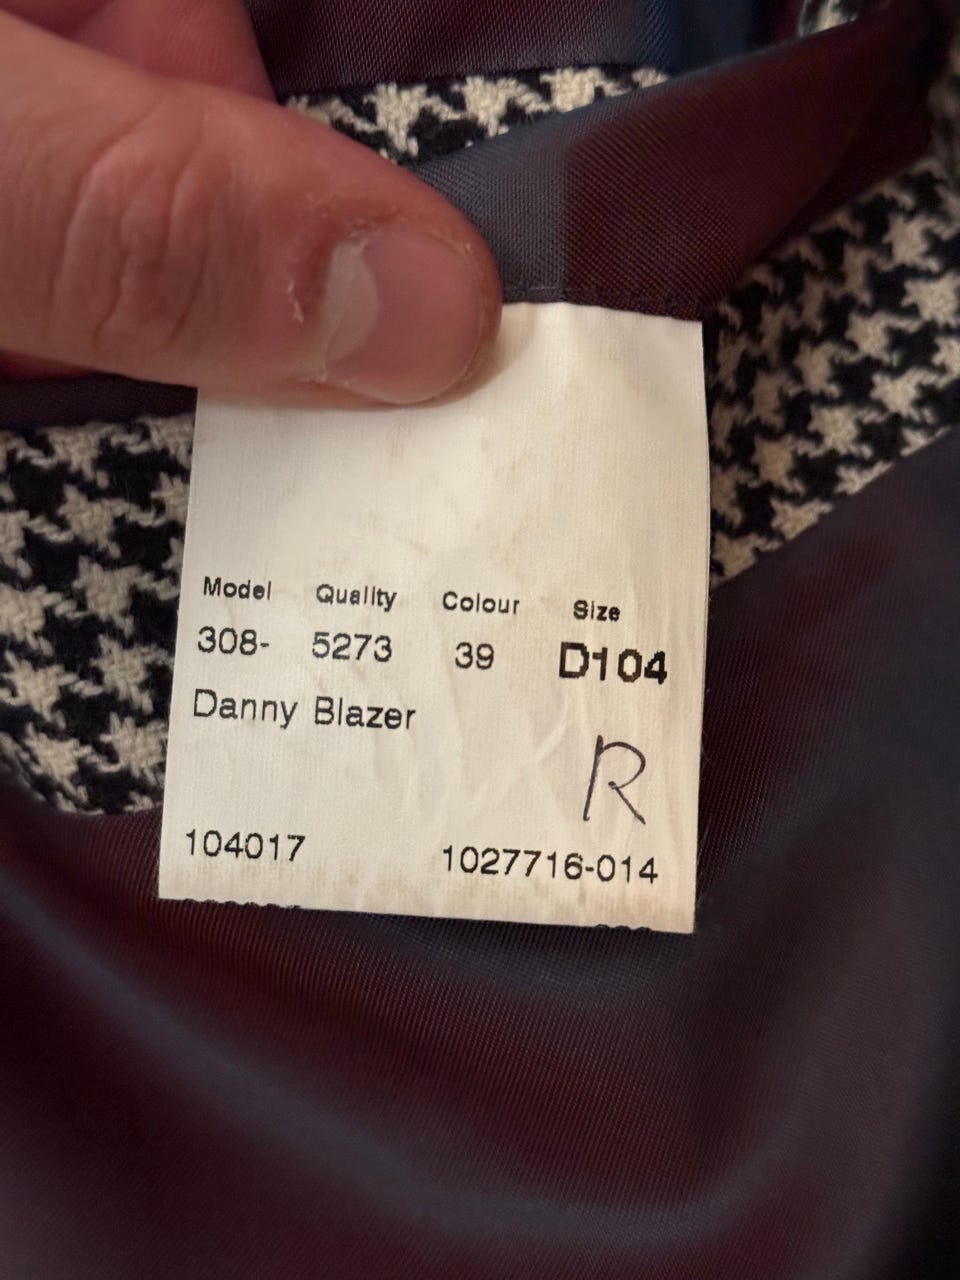 Model Quality Colour Size
308- 5273 39 D104
Danny Blazer
R
104017 1027716-014